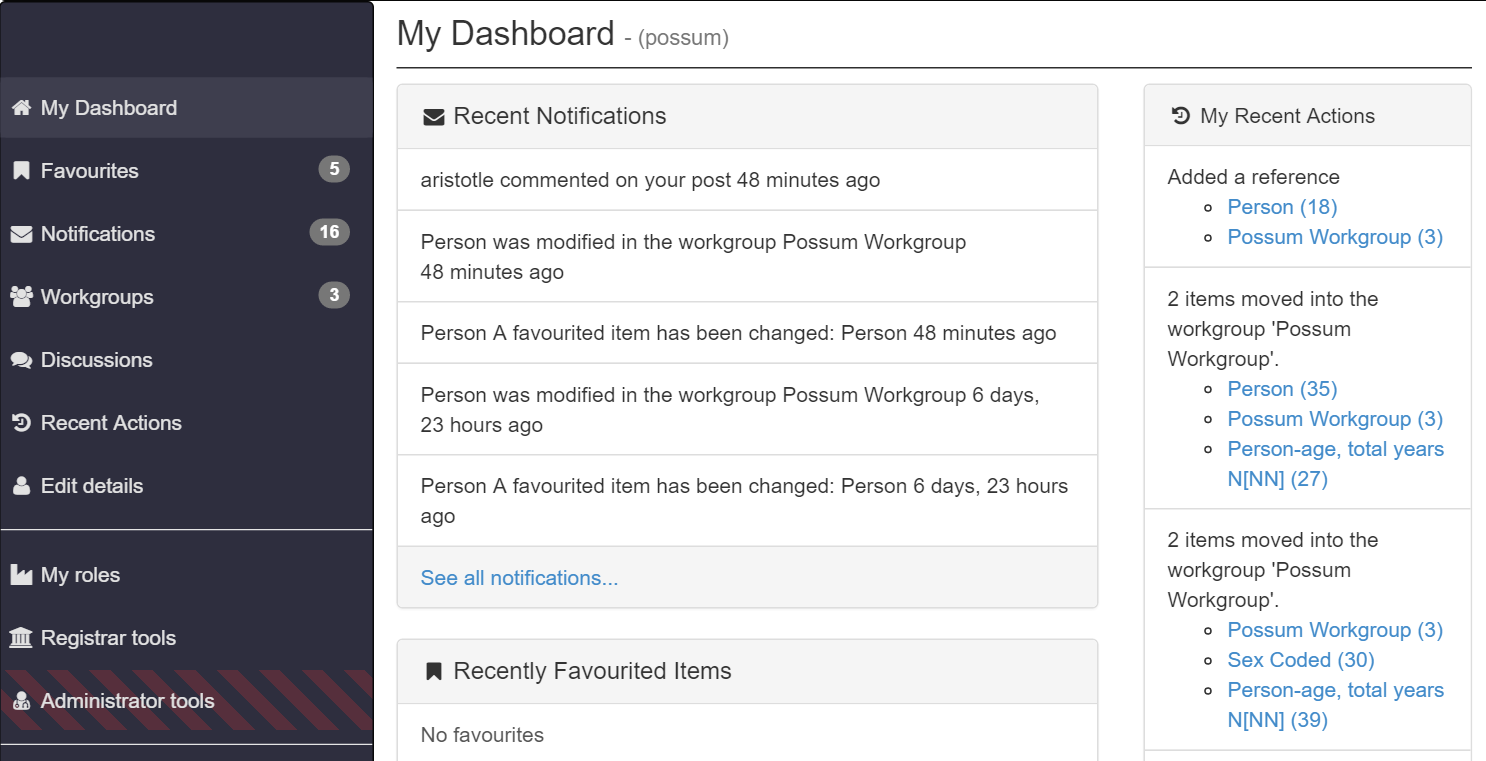 My Dashboard
Favourites 5
Notifications 16
Workgroups 3
Discussions
Recent Actions
Edit details
My roles
Registrar tools
Administrator tools
My Dashboard - (possum)
Recent Notifications
aristotle commented on your post 48 minutes ago
Person was modified in the workgroup Possum Workgroup
48 minutes ago
Person A favourited item has been changed: Person 48 minutes ago
Person was modified in the workgroup Possum Workgroup 6 days,
23 hours ago
Person A favourited item has been changed: Person 6 days, 23 hours
ago
See all notifications...
Recently Favourited Items
No favourites
My Recent Actions
Added a reference
Person (18)
Possum Workgroup (3)
2 items moved into the
workgroup 'Possum
Workgroup'.
Person (35)
Possum Workgroup (3)
Person-age, total years
N[NN] (27)
2 items moved into the
workgroup 'Possum
Workgroup'.
Possum Workgroup (3)
Sex Coded (30)
Person-age, total years
N[NN] (39)